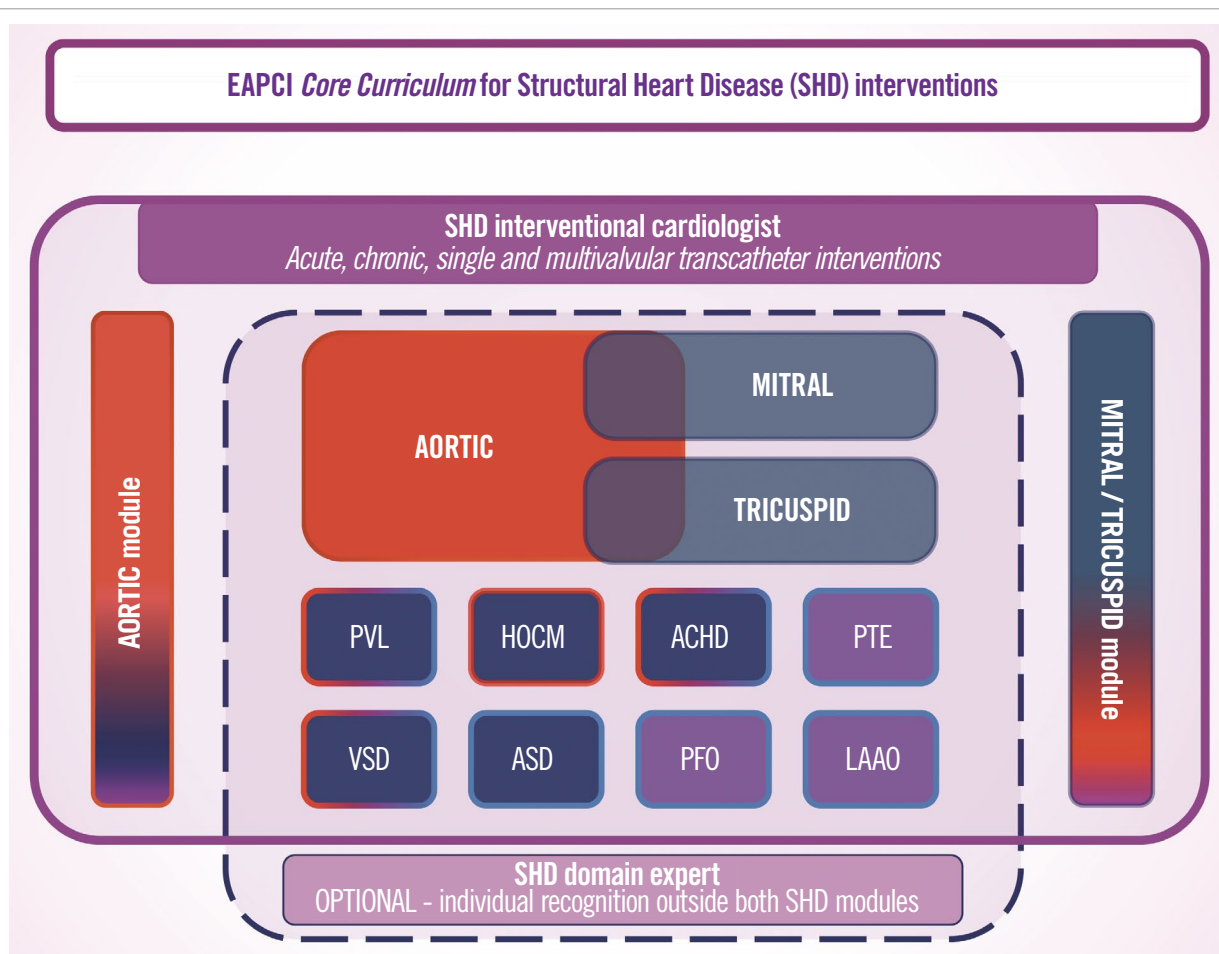 EAPCI Core Curriculum for Structural Heart Disease (SHD) interventions
SHD interventional cardiologist
Acute, chronic, single and multivalvular transcatheter interventions
AORTIC module
AORTIC
MITRAL
TRICUSPID
MITRAL / TRICUSPID module
PVL
HOCM
ACHD
PTE
VSD
ASD
PFO
LAAO
SHD domain expert
OPTIONAL - individual recognition outside both SHD modules